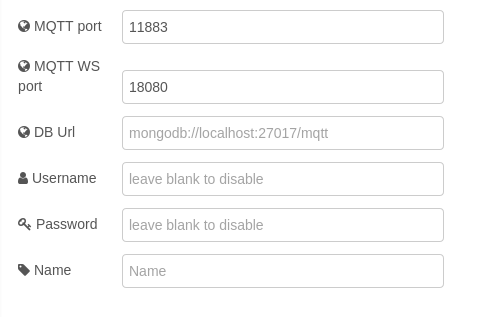 MQTT port 11883
MQTT WS
port 18080
DB Url mongodb://localhost:27017/mqtt
Username leave blank to disable
Password leave blank to disable
Name Name